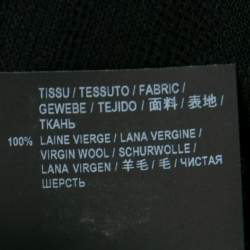 TISSU / TESSUTO / FABRIC /
GEWEBE / TEJIDO / 面料 / 表地 /
ТКАНЬ
100% LAINE VIERGE / LANA VERGINE /
VIRGIN WOOL / SCHURWOLLE /
LANA VIRGEN / 羊毛 / 毛 / ЧИСТАЯ
ШЕРСТЬ